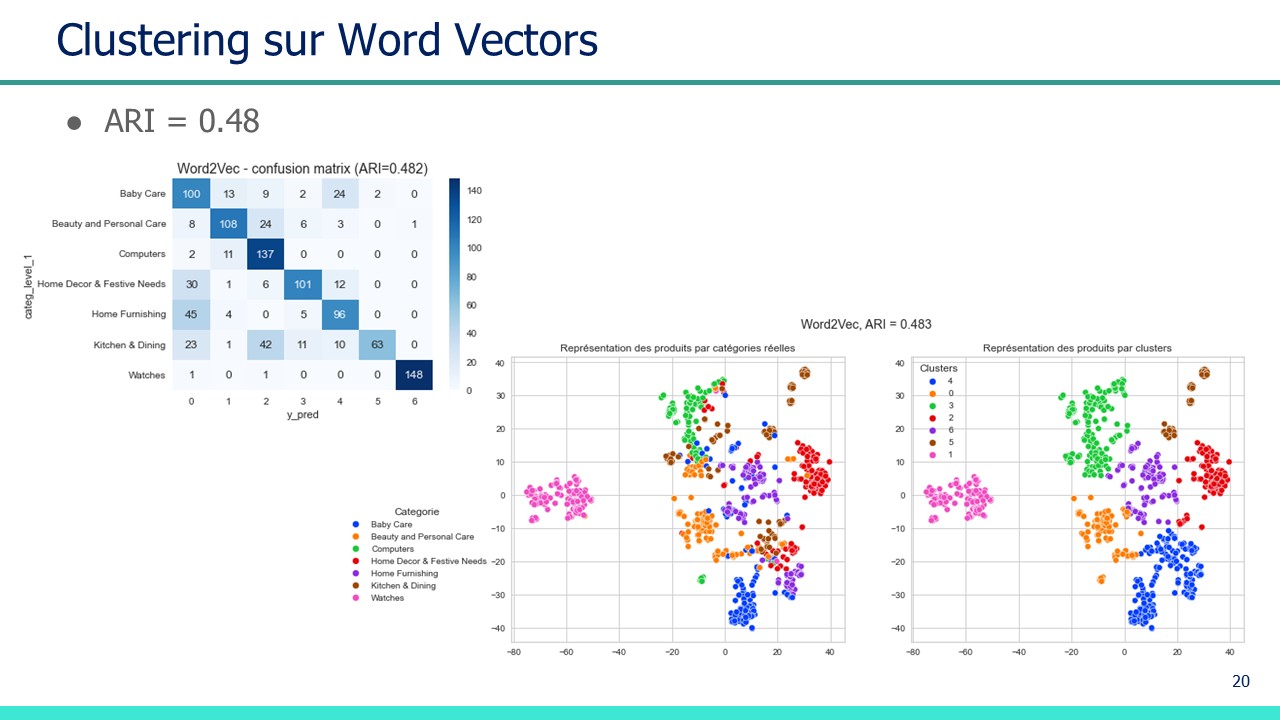 Clustering sur Word Vectors
● ARI = 0.48
Word2Vec - confusion matrix (ARI=0.482)
categ_level_1
Baby Care 100 13 9 2 24 2 0
Beauty and Personal Care 8 108 24 6 3 0 1
Computers 2 11 137 0 0 0 0
Home Decor & Festive Needs 30 1 6 101 12 0 0
Home Furnishing 45 4 0 5 96 0 0
Kitchen & Dining 23 1 42 11 10 63 0
Watches 1 0 1 0 0 0 148
0 1 2 3 4 5 6
y_pred
140
120
100
80
60
40
20
0
Word2Vec, ARI = 0.483
Categorie
Baby Care
Beauty and Personal Care
Computers
Home Decor & Festive Needs
Home Furnishing
Kitchen & Dining
Watches
Représentation des produits par catégories réelles
40
30
20
10
0
−10
−20
−30
−40
−80 −60 −40 −20 0 20 40
Représentation des produits par clusters
Clusters
4
0
3
2
6
5
1
40
30
20
10
0
−10
−20
−30
−40
−80 −60 −40 −20 0 20 40
20